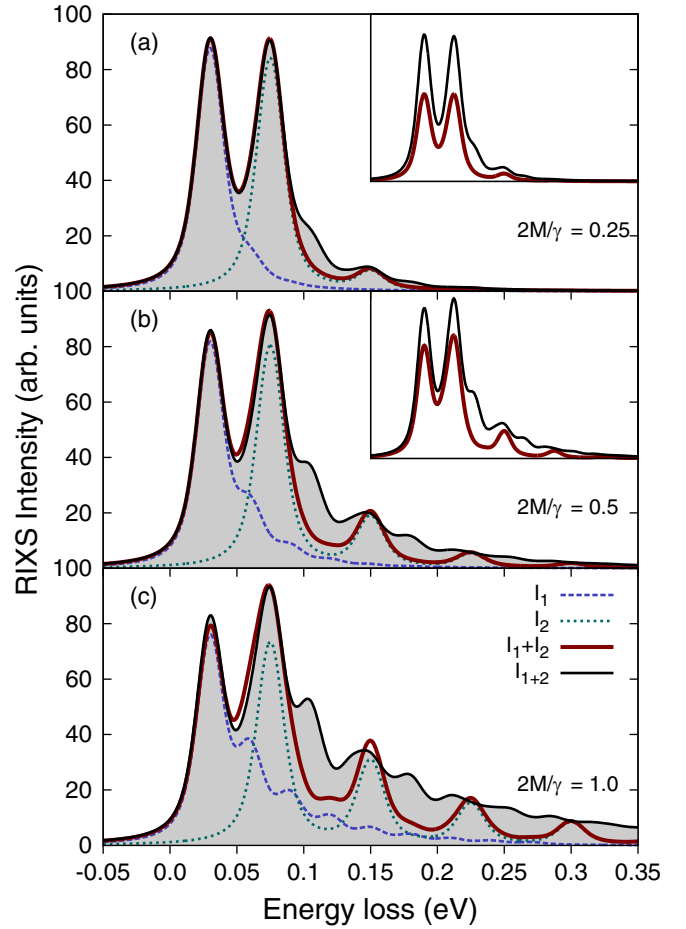 (a)
100
80
60
40
20
2M/γ = 0.25
100
(b)
80
60
40
20
2M/γ = 0.5
100
(c)
80
60
40
20
0
I1
I2
I1+I2
I1+2
2M/γ = 1.0
-0.05 0.0 0.05 0.10 0.15 0.20 0.25 0.3 0.35
RIXS Intensity (arb. units)
Energy loss (eV)